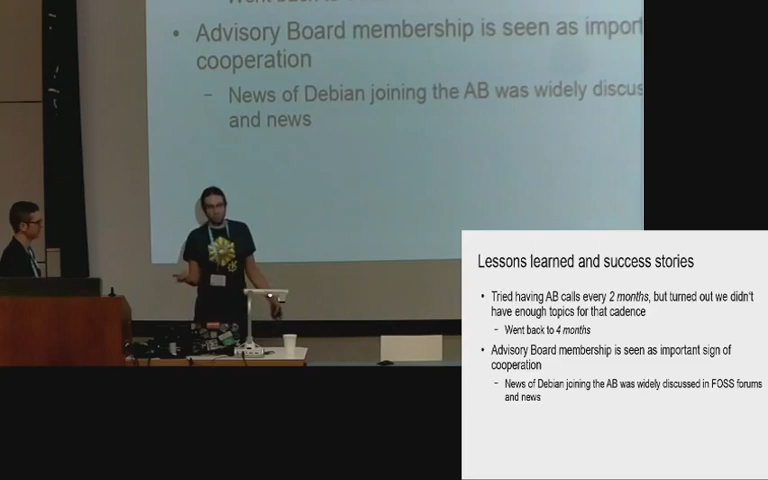 Advisory Board membership is seen as import
cooperation
– News of Debian joining the AB was widely discus
and news
Lessons learned and success stories
• Tried having AB calls every 2 months, but turned out we didn't
have enough topics for that cadence
– Went back to 4 months
• Advisory Board membership is seen as important sign of
cooperation
– News of Debian joining the AB was widely discussed in FOSS forums
and news